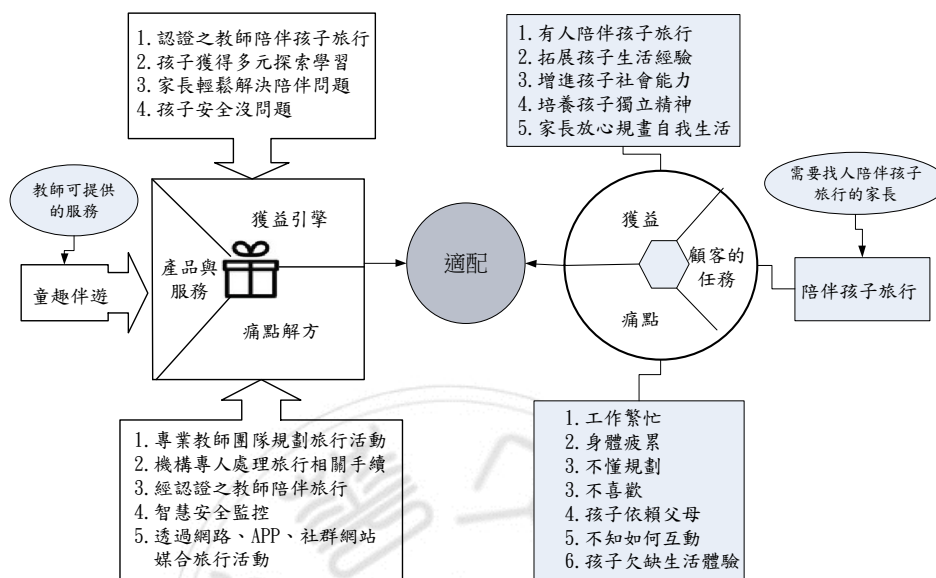 1. 認證之教師陪伴孩子旅行
2. 孩子獲得多元探索學習
3. 家長輕鬆解決陪伴問題
4. 孩子安全沒問題
1. 有人陪伴孩子旅行
2. 拓展孩子生活經驗
3. 增進孩子社會能力
4. 培養孩子獨立精神
5. 家長放心規畫自我生活
教師可提供
的服務
童趣伴遊
產品與
服務
獲益引擎
痛點解方
適配
獲益
顧客的
任務
痛點
需要找人陪伴孩子
旅行的家長
陪伴孩子旅行
1. 專業教師團隊規劃旅行活動
2. 機構專人處理旅行相關手續
3. 經認證之教師陪伴旅行
4. 智慧安全監控
5. 透過網路、APP、社群網站
媒合旅行活動
1. 工作繁忙
2. 身體疲累
3. 不懂規劃
3. 不喜歡
4. 孩子依賴父母
5. 不知如何互動
6. 孩子欠缺生活體驗